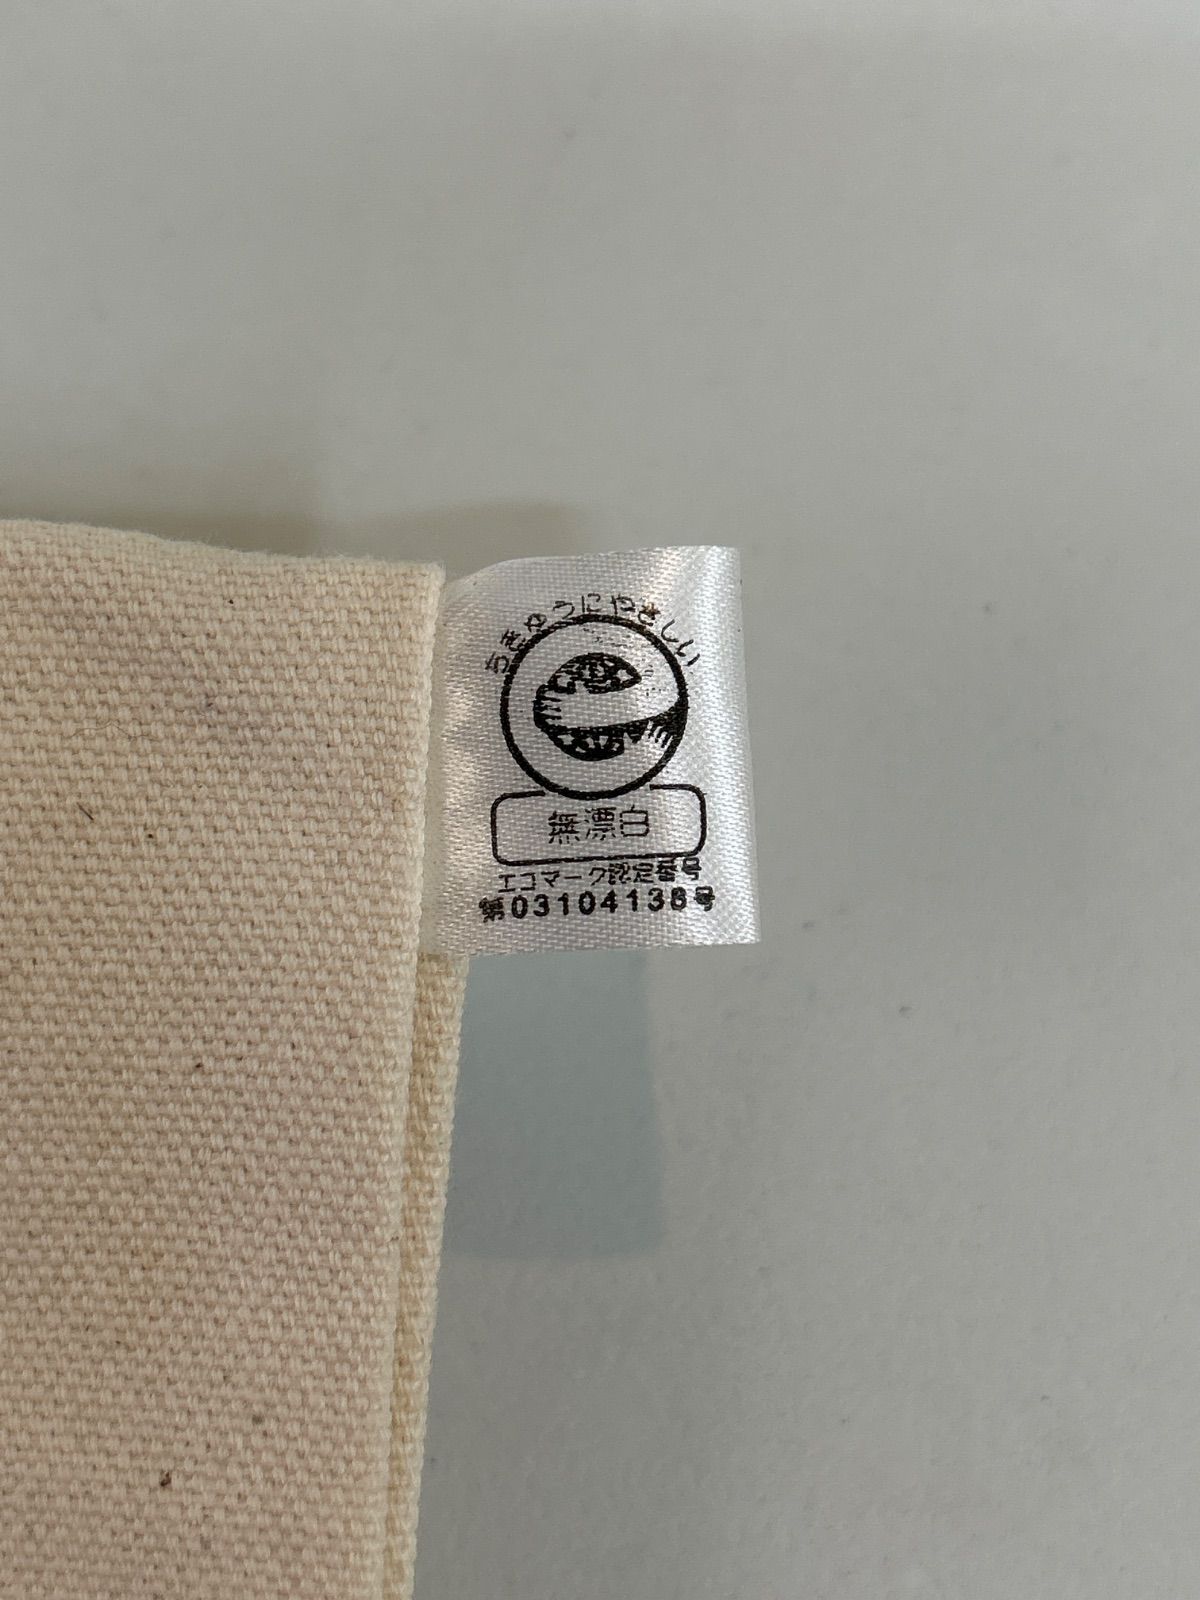 ちきゅうにやさしい
無漂白
エコマーク認定番号
第03104138号